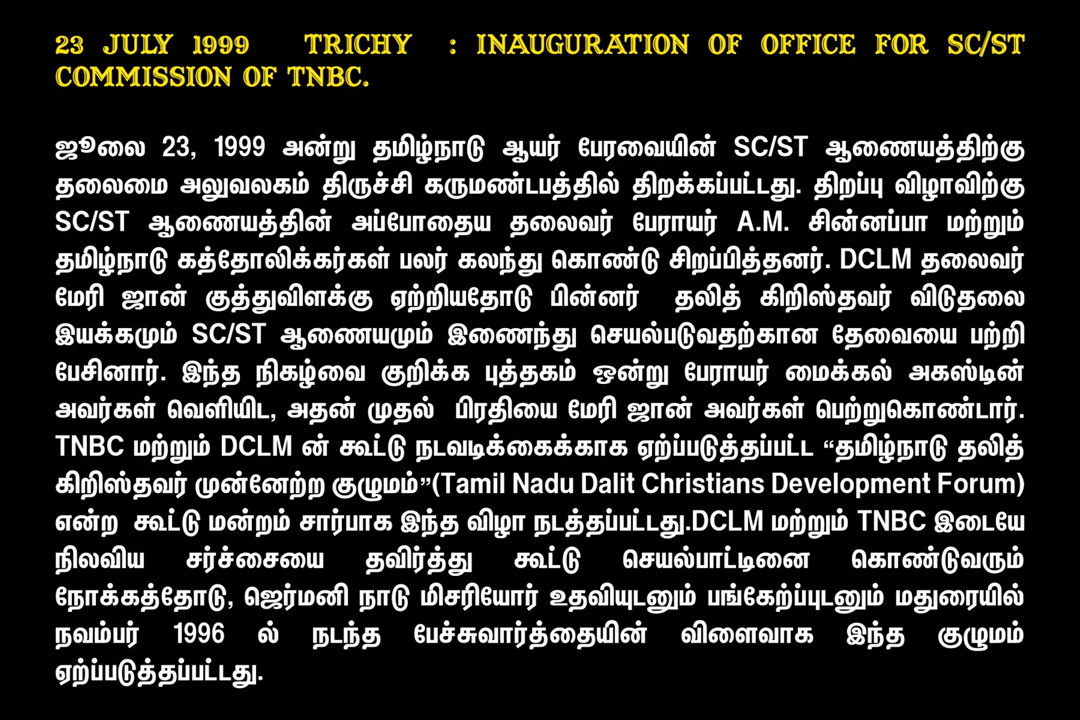 23 JULY 1999 TRICHY : INAUGURATION OF OFFICE FOR SC/ST
COMMISSION OF TNBC.
ஜூலை 23, 1999 அன்று தமிழ்நாடு ஆயர் பேரவையின் SC/ST ஆணையத்திற்கு
தலைமை அலுவலகம் திருச்சி கருமண்டபத்தில் திறக்கப்பட்டது. திறப்பு விழாவிற்கு
SC/ST ஆணையத்தின் அப்போதைய தலைவர் பேராயர் A.M. சின்னப்பா மற்றும்
தமிழ்நாடு கத்தோலிக்கர்கள் பலர் கலந்து கொண்டு சிறப்பித்தனர். DCLM தலைவர்
மேரி ஜான் குத்துவிளக்கு ஏற்றியதோடு பின்னர் தலித் கிறிஸ்தவர் விடுதலை
இயக்கமும் SC/ST ஆணையமும் இணைந்து செயல்படுவதற்கான தேவையை பற்றி
பேசினார். இந்த நிகழ்வை குறிக்க புத்தகம் ஒன்று பேராயர் மைக்கல் அகஸ்டின்
அவர்கள் வெளியிட, அதன் முதல் பிரதியை மேரி ஜான் அவர்கள் பெற்றுகொண்டார்.
TNBC மற்றும் DCLM ன் கூட்டு நடவடிக்கைக்காக ஏற்ப்படுத்தப்பட்ட “தமிழ்நாடு தலித்
கிறிஸ்தவர் முன்னேற்ற குழுமம்”(Tamil Nadu Dalit Christians Development Forum)
என்ற கூட்டு மன்றம் சார்பாக இந்த விழா நடத்தப்பட்டது.DCLM மற்றும் TNBC இடையே
நிலவிய சர்ச்சையை தவிர்த்து கூட்டு செயல்பாட்டினை கொண்டுவரும்
நோக்கத்தோடு, ஜெர்மனி நாடு மிசரியோர் உதவியுடனும் பங்கேற்ப்புடனும் மதுரையில்
நவம்பர் 1996 ல் நடந்த பேச்சுவார்த்தையின் விளைவாக இந்த குழுமம்
ஏற்ப்படுத்தப்பட்டது.